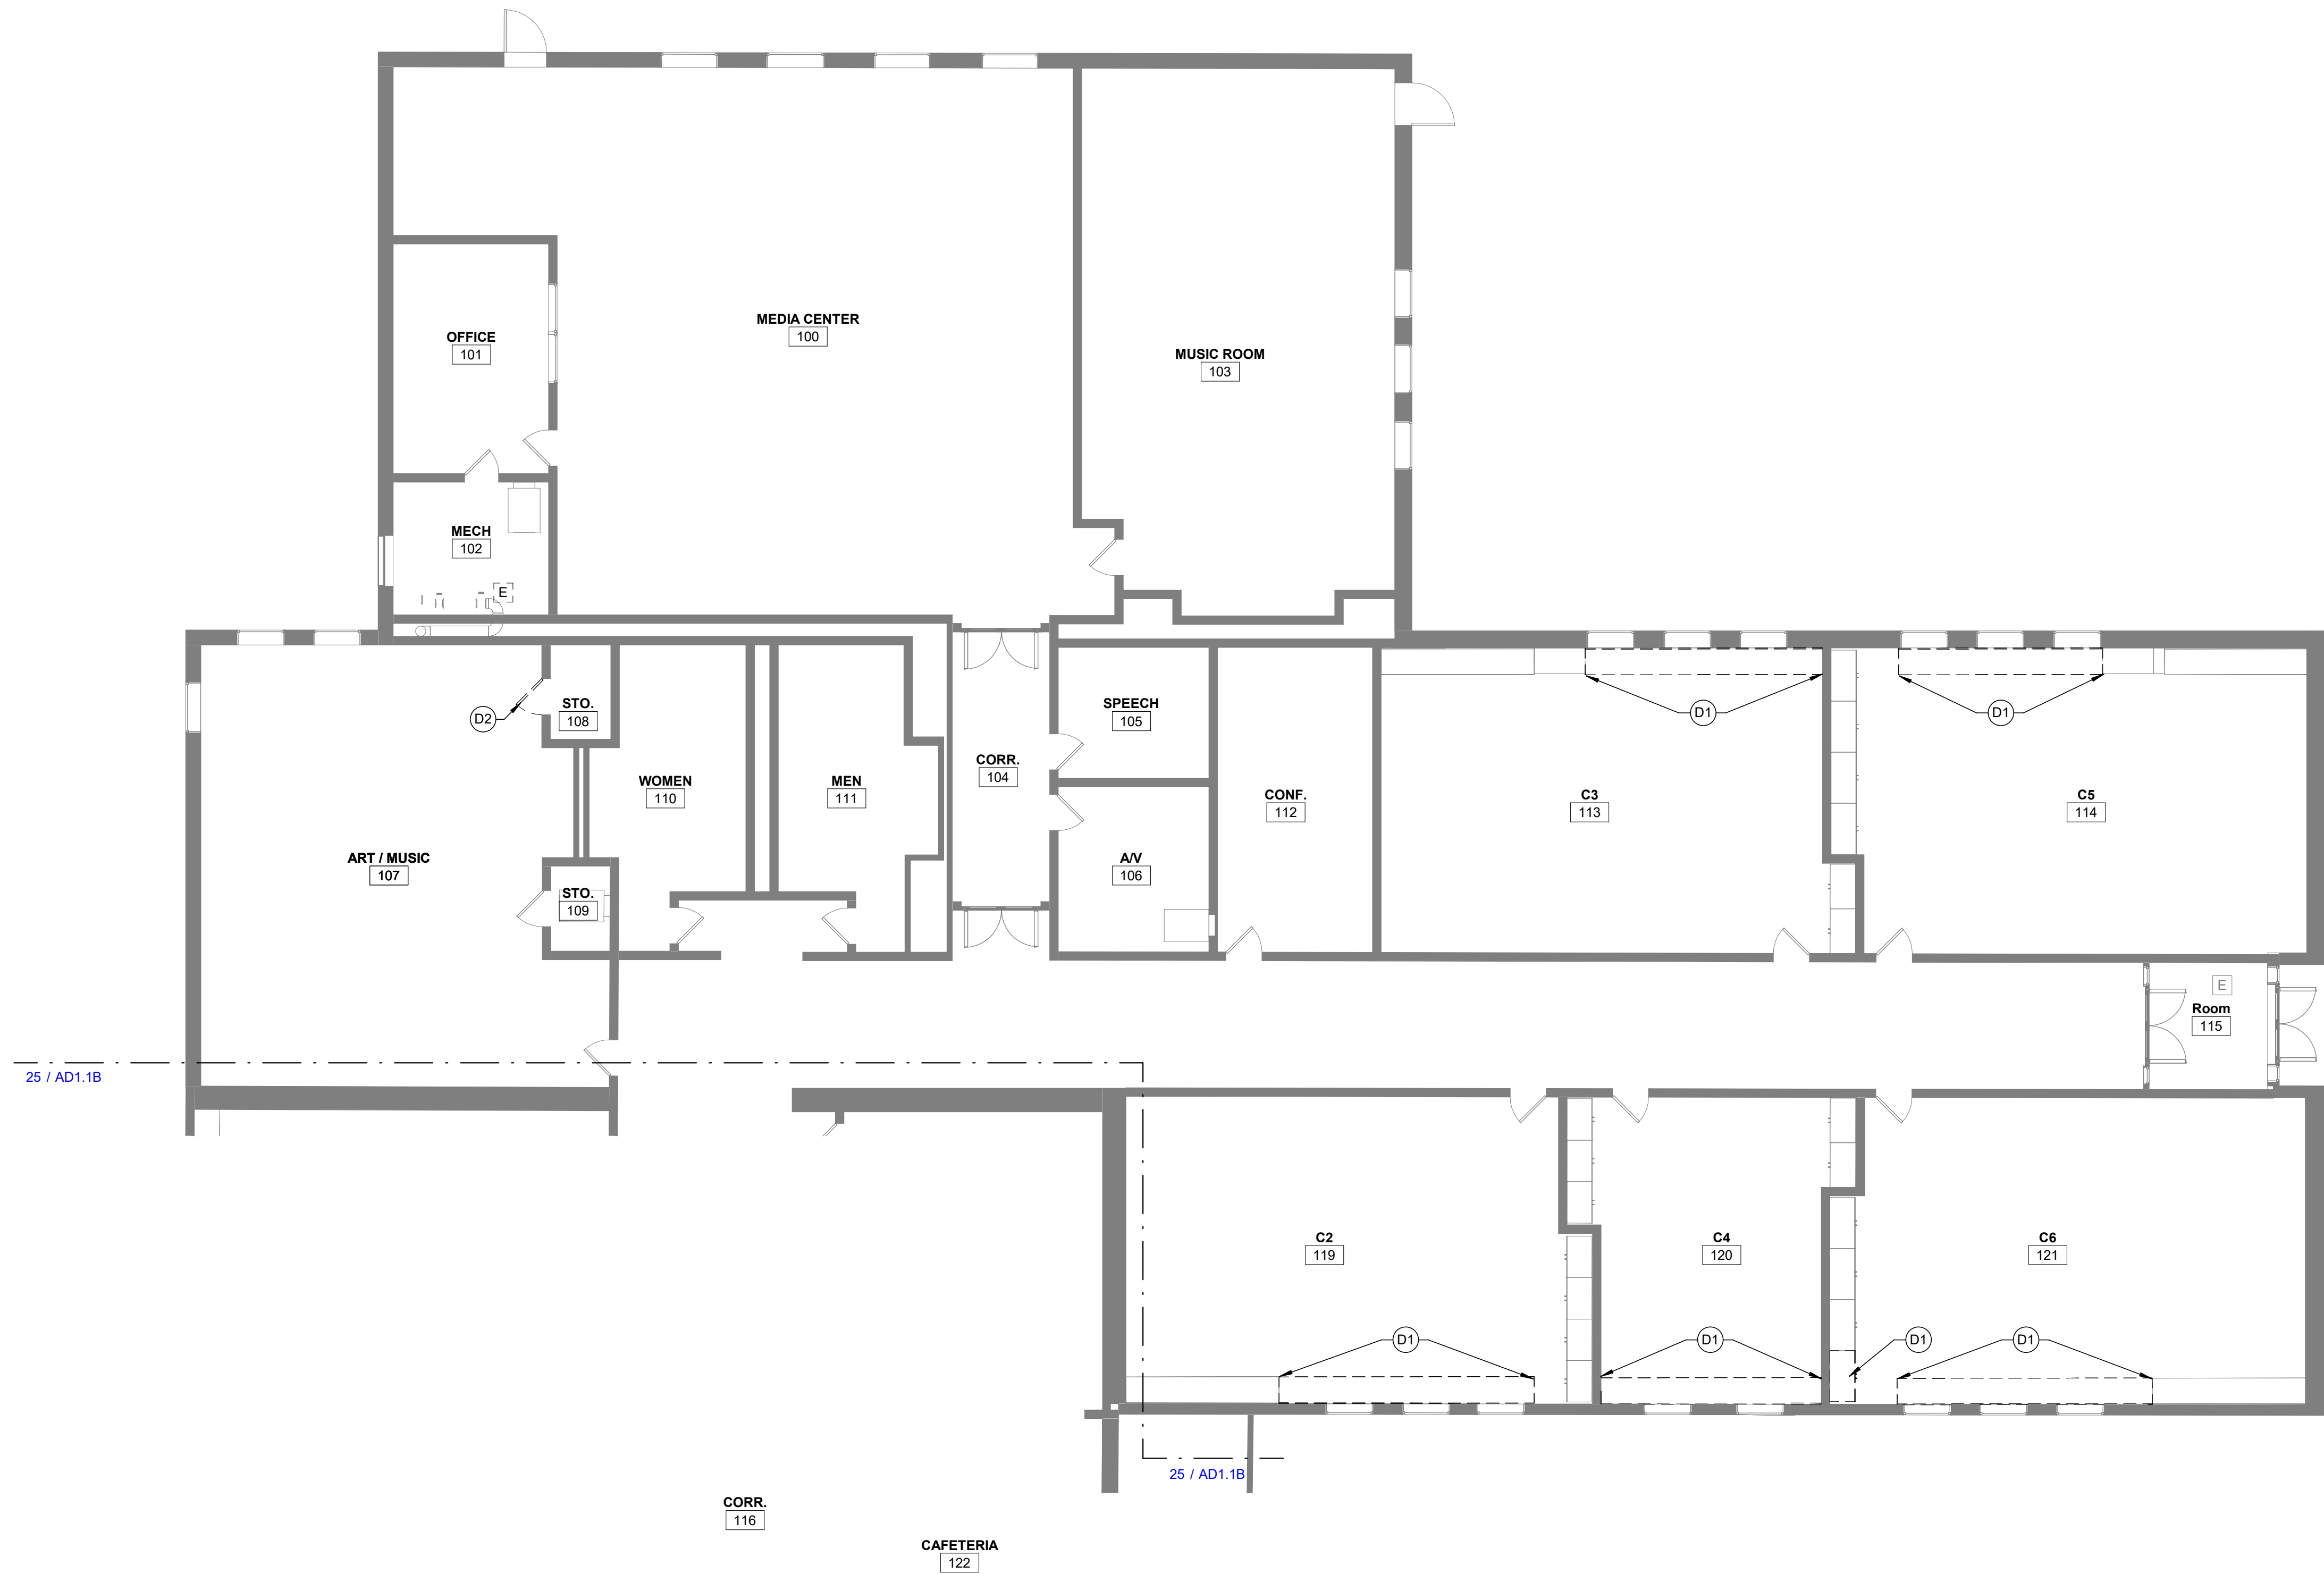 MEDIA CENTER
100
OFFICE
101
MUSIC ROOM
103
MECH
102
E
D2
STO.
108
SPEECH
105
D1
D1
WOMEN
110
MEN
111
CORR.
104
CONF.
112
C3
113
C5
114
ART / MUSIC
107
A/V
106
STO.
109
E
Room
115
25 / AD1.1B
C2
119
C4
120
C6
121
D1
D1
D1
D1
25 / AD1.1B
CORR.
116
CAFETERIA
122